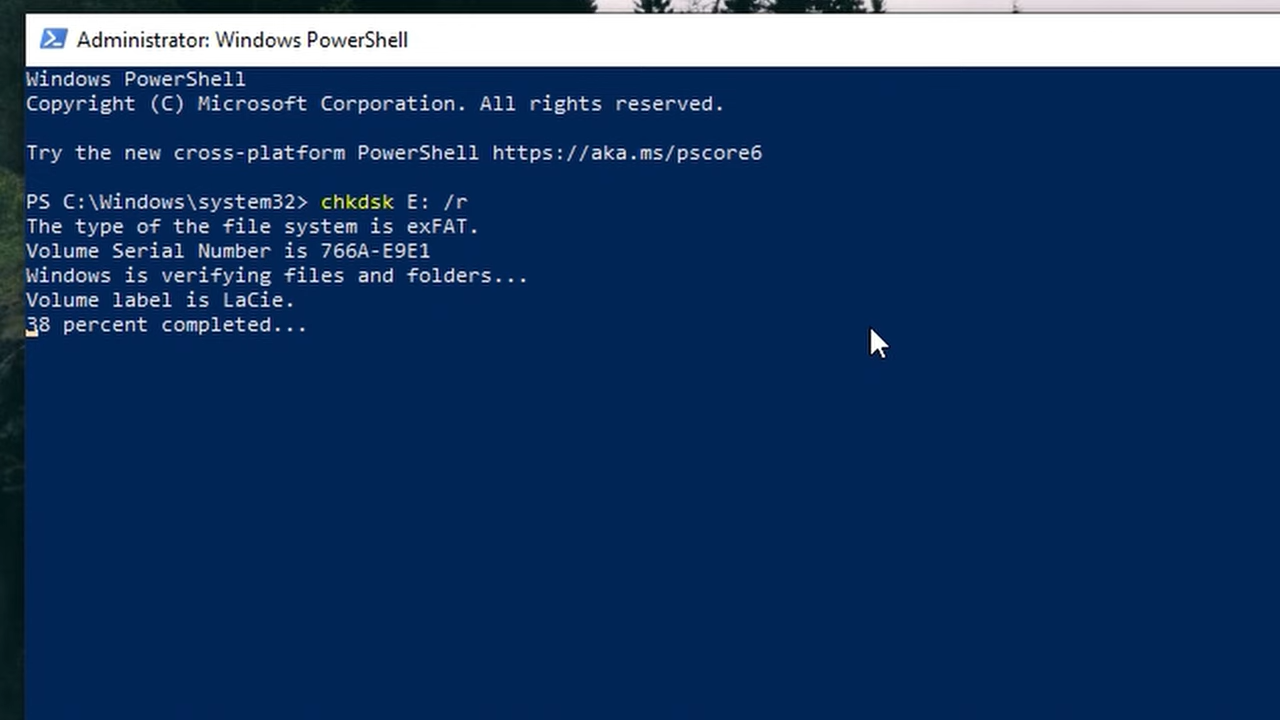 Administrator: Windows PowerShell
Windows PowerShell
Copyright (C) Microsoft Corporation. All rights reserved.
Try the new cross-platform PowerShell https://aka.ms/pscore6
PS C:\Windows\system32> chkdsk E: /r
The type of the file system is exFAT.
Volume Serial Number is 766A-E9E1
Windows is verifying files and folders...
Volume label is LaCie.
38 percent completed...